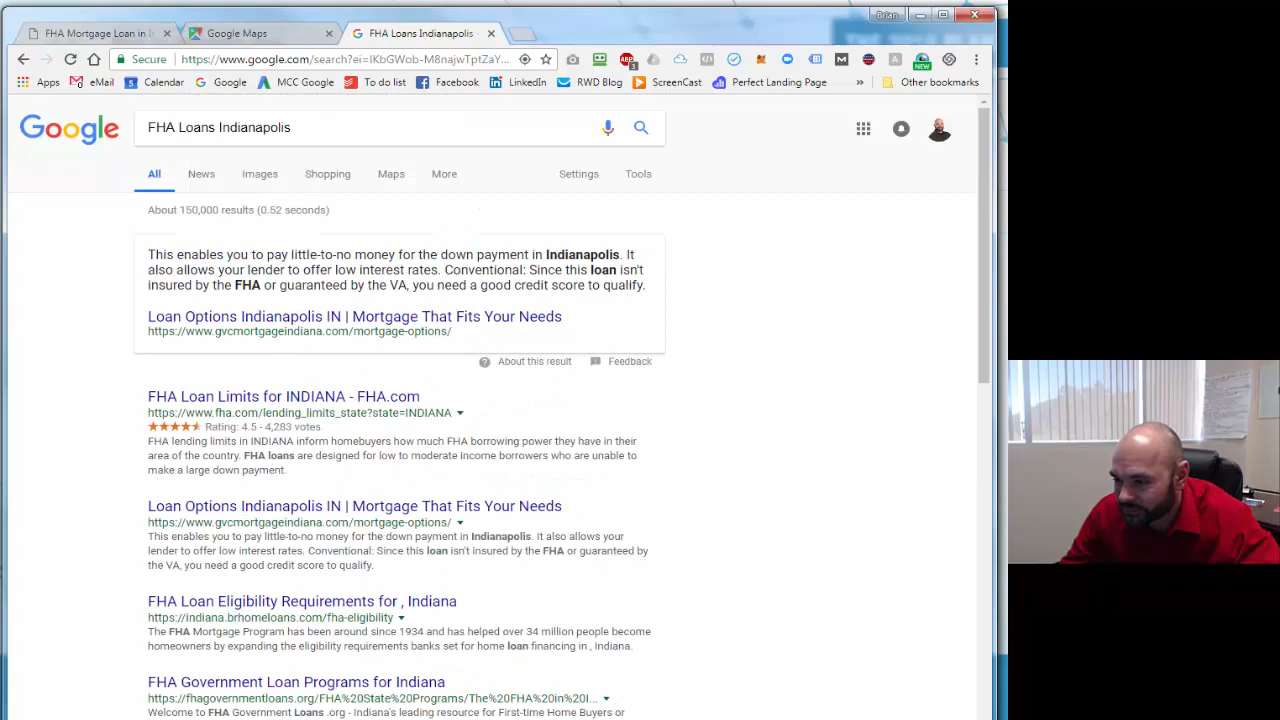 Brian
FHA Mortgage Loan in I
Google Maps
FHA Loans Indianapolis
Secure
https://www.google.com/search?ei=IKbGWob-M8najwTptZaY...
Apps
eMail
Calendar
Google
MCC Google
To do list
Facebook
LinkedIn
RWD Blog
ScreenCast
Perfect Landing Page
»
Other bookmarks
Google
FHA Loans Indianapolis
All
News
Images
Shopping
Maps
More
Settings
Tools
About 150,000 results (0.52 seconds)
This enables you to pay little-to-no money for the down payment in Indianapolis. It
also allows your lender to offer low interest rates. Conventional: Since this loan isn't
insured by the FHA or guaranteed by the VA, you need a good credit score to qualify.
Loan Options Indianapolis IN | Mortgage That Fits Your Needs
https://www.gvcmortgageindiana.com/mortgage-options/
About this result
Feedback
FHA Loan Limits for INDIANA - FHA.com
https://www.fha.com/lending_limits_state?state=INDIANA
Rating: 4.5 - 4,283 votes
FHA lending limits in INDIANA inform homebuyers how much FHA borrowing power they have in their
area of the country. FHA loans are designed for low to moderate income borrowers who are unable to
make a large down payment.
Loan Options Indianapolis IN | Mortgage That Fits Your Needs
https://www.gvcmortgageindiana.com/mortgage-options/
This enables you to pay little-to-no money for the down payment in Indianapolis. It also allows your
lender to offer low interest rates. Conventional: Since this loan isn't insured by the FHA or guaranteed by
the VA, you need a good credit score to qualify.
FHA Loan Eligibility Requirements for , Indiana
https://indiana.brhomeloans.com/fha-eligibility
The FHA Mortgage Program has been around since 1934 and has helped over 34 million people become
homeowners by expanding the eligibility requirements banks set for home loan financing in , Indiana.
FHA Government Loan Programs for Indiana
https://fhagovernmentloans.org/FHA%20State%20Programs/The%20FHA%20in%20I...
Welcome to FHA Government Loans .org - Indiana's leading resource for First-time Home Buyers or